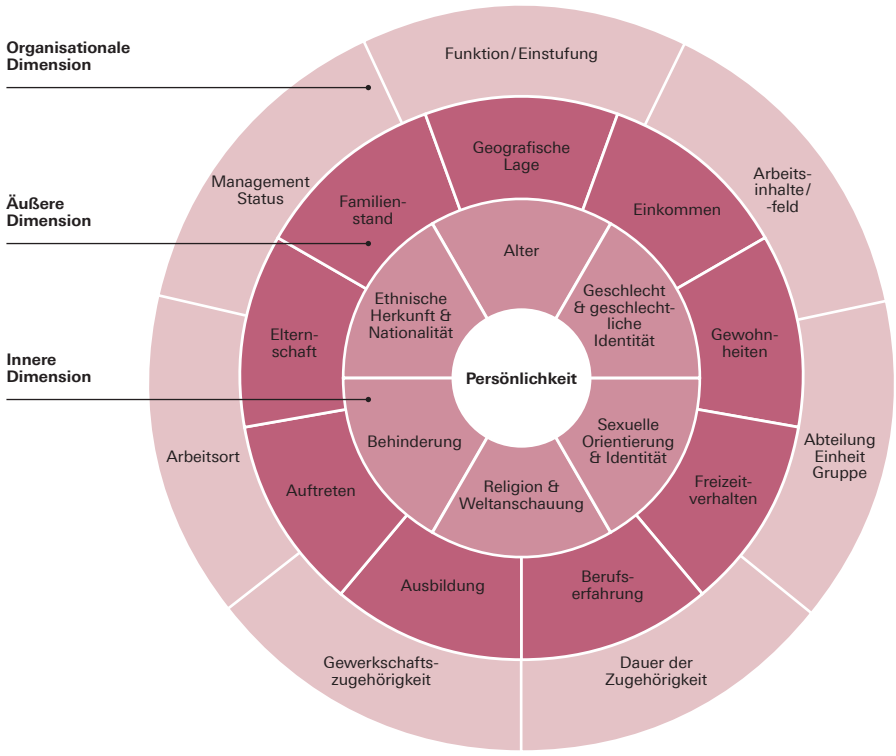 Organisationale
Dimension
Äußere
Dimension
Innere
Dimension
Funktion/Einstufung
Arbeits-
inhalte/
-feld
Abteilung
Einheit
Gruppe
Dauer der
Zugehörigkeit
Gewerkschafts-
zugehörigkeit
Arbeitsort
Management
Status
Geografische
Lage
Einkommen
Gewohn-
heiten
Freizeit-
verhalten
Berufs-
erfahrung
Ausbildung
Auftreten
Eltern-
schaft
Familien-
stand
Alter
Geschlecht
& geschlecht-
liche
Identität
Sexuelle
Orientierung
& Identität
Religion &
Weltanschauung
Behinderung
Ethnische
Herkunft &
Nationalität
Persönlichkeit